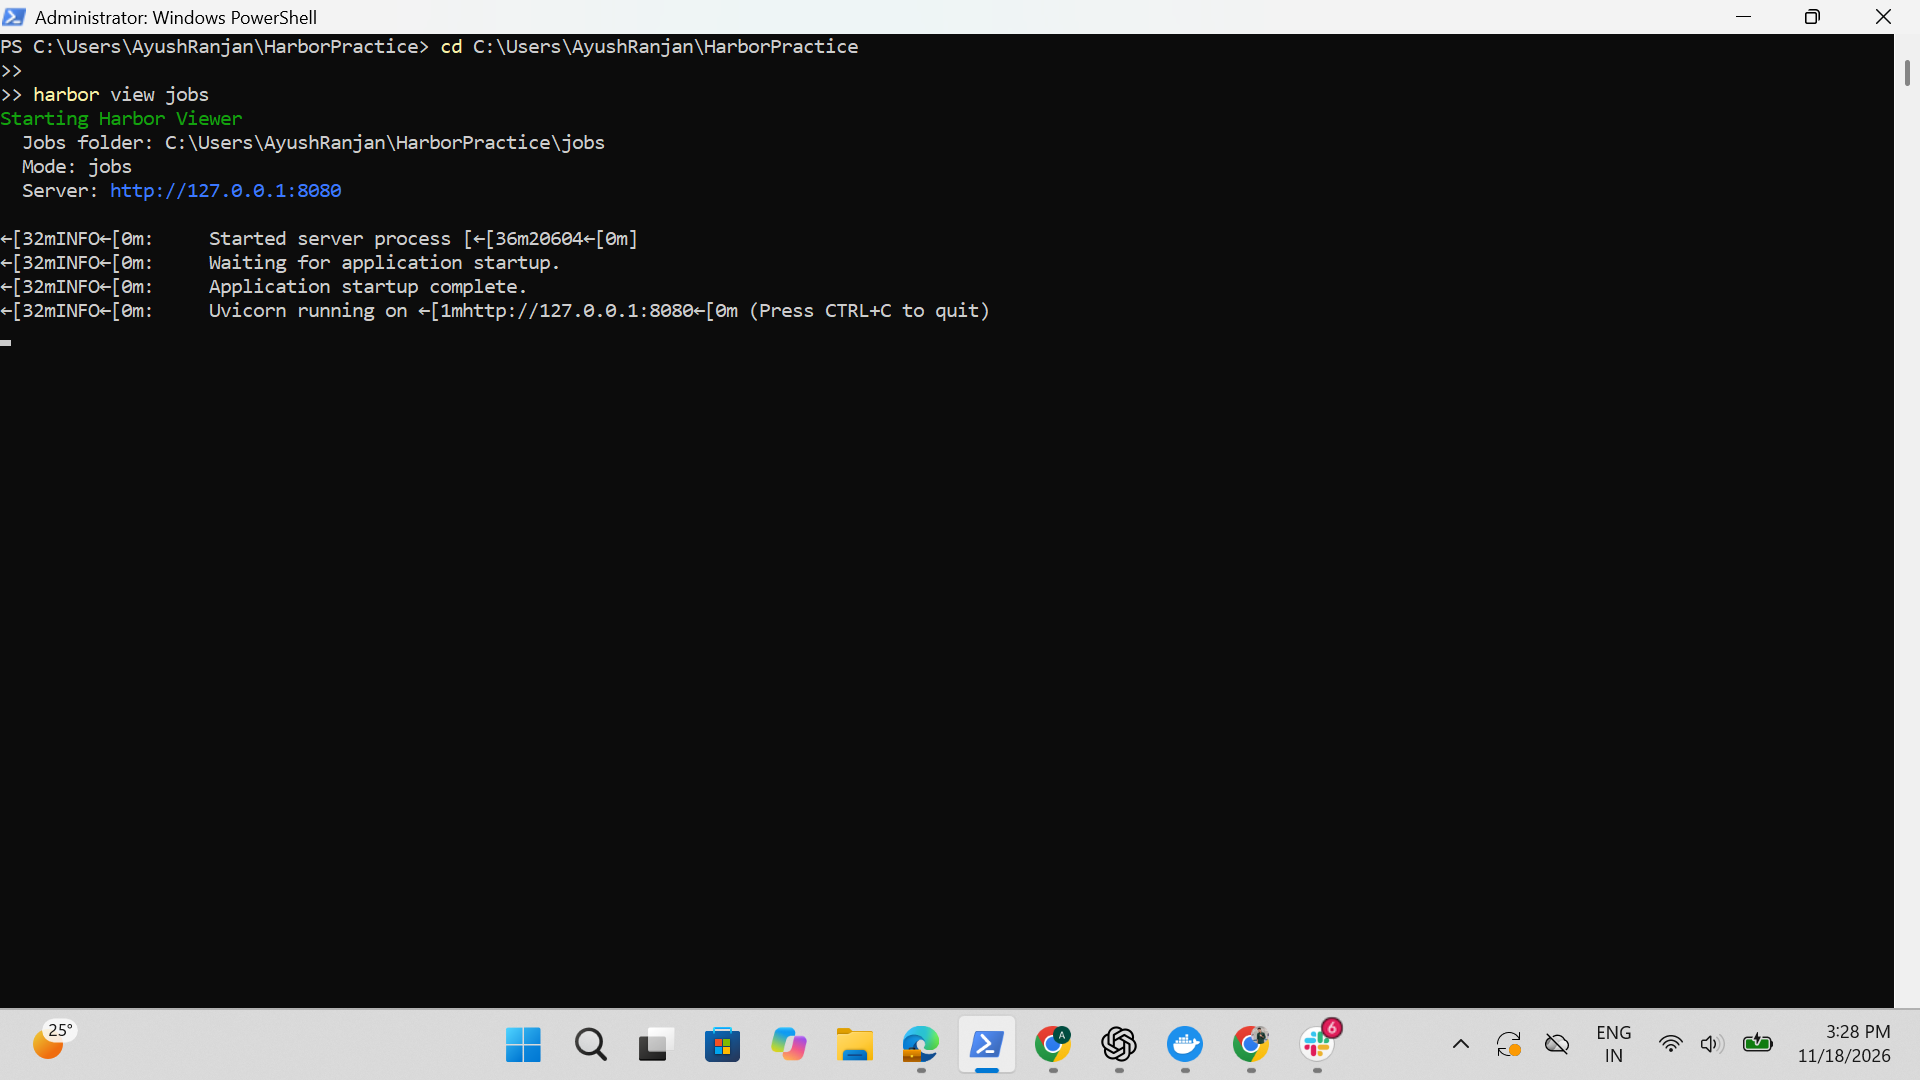 Administrator: Windows PowerShell
PS C:\Users\AyushRanjan\HarborPractice> cd C:\Users\AyushRanjan\HarborPractice
>>
>> harbor view jobs
Starting Harbor Viewer
  Jobs folder: C:\Users\AyushRanjan\HarborPractice\jobs
  Mode: jobs
  Server: http://127.0.0.1:8080
←[32mINFO←[0m:     Started server process [←[36m20604←[0m]
←[32mINFO←[0m:     Waiting for application startup.
←[32mINFO←[0m:     Application startup complete.
←[32mINFO←[0m:     Uvicorn running on ←[1mhttp://127.0.0.1:8080←[0m (Press CTRL+C to quit)
25°
A
6
ENG
IN
3:28 PM
11/18/2026